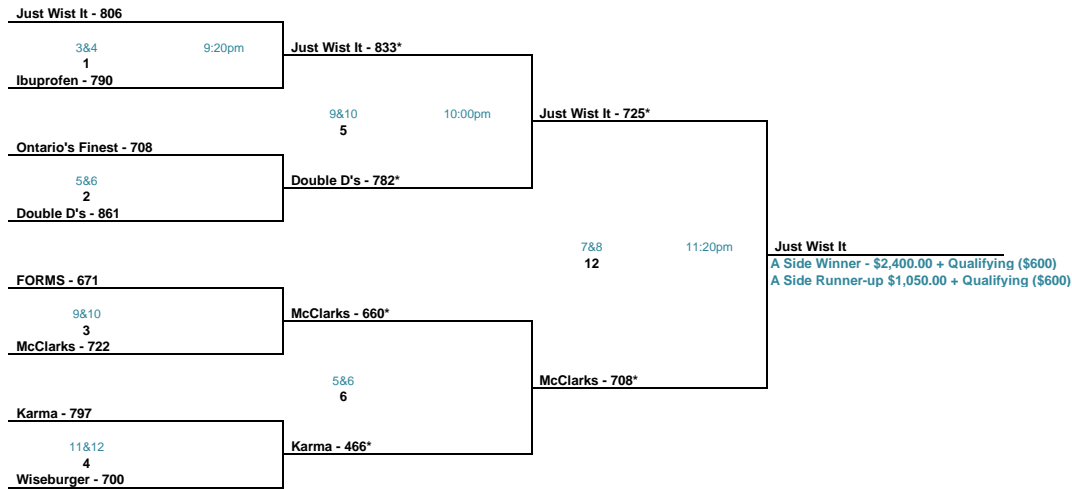 Just Wist It - 806
3&4 9:20pm
1
Ibuprofen - 790
Just Wist It - 833*
9&10 10:00pm
5
Ontario's Finest - 708
5&6
2
Double D's - 861
Double D's - 782*
Just Wist It - 725*
7&8 11:20pm
12
Just Wist It
A Side Winner - $2,400.00 + Qualifying ($600)
A Side Runner-up $1,050.00 + Qualifying ($600)
FORMS - 671
9&10
3
McClarks - 722
McClarks - 660*
5&6
6
McClarks - 708*
Karma - 797
11&12
4
Wiseburger - 700
Karma - 466*